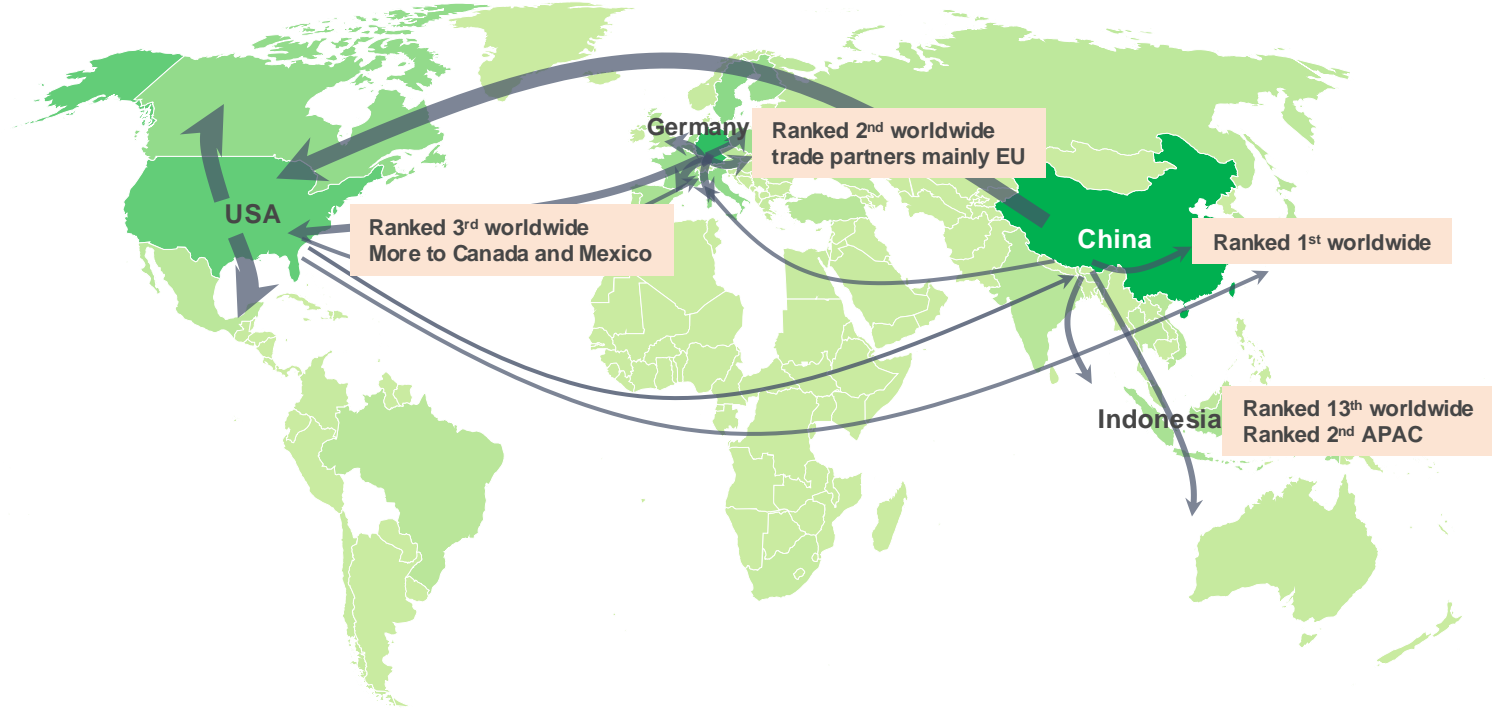 Germany
Ranked 2nd worldwide
trade partners mainly EU
USA
Ranked 3rd worldwide
More to Canada and Mexico
China
Ranked 1st worldwide
Indonesia
Ranked 13th worldwide
Ranked 2nd APAC